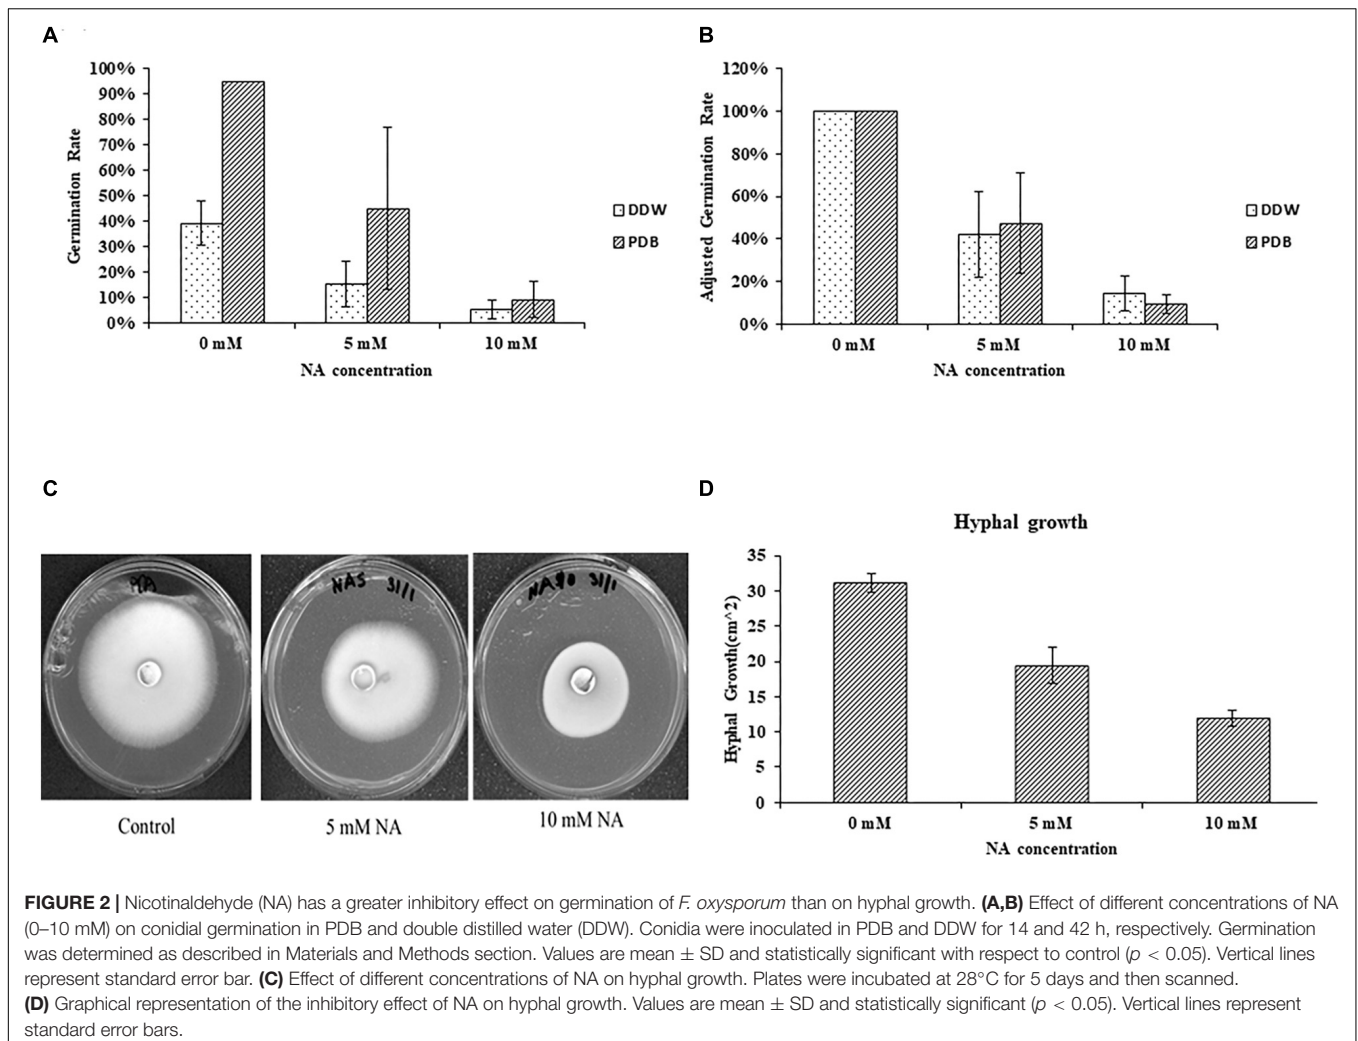 A
100%
90%
80%
70%
60%
50%
40%
30%
20%
10%
0%
Germination Rate
0 mM
5 mM
10 mM
NA concentration
DDW
PDB
B
120%
100%
80%
60%
40%
20%
0%
Adjusted Germination Rate
0 mM
5 mM
10 mM
NA concentration
DDW
PDB
C
NA5 31/1
31/1
Control
5 mM NA
10 mM NA
D
Hyphal growth
35
30
25
20
15
10
5
0
Hyphal Growth(cm^2)
0 mM
5 mM
10 mM
NA concentration
FIGURE 2 | Nicotinaldehyde (NA) has a greater inhibitory effect on germination of F. oxysporum than on hyphal growth. (A,B) Effect of different concentrations of NA
(0–10 mM) on conidial germination in PDB and double distilled water (DDW). Conidia were inoculated in PDB and DDW for 14 and 42 h, respectively. Germination
was determined as described in Materials and Methods section. Values are mean ± SD and statistically significant with respect to control (p < 0.05). Vertical lines
represent standard error bar. (C) Effect of different concentrations of NA on hyphal growth. Plates were incubated at 28°C for 5 days and then scanned.
(D) Graphical representation of the inhibitory effect of NA on hyphal growth. Values are mean ± SD and statistically significant (p < 0.05). Vertical lines represent
standard error bars.